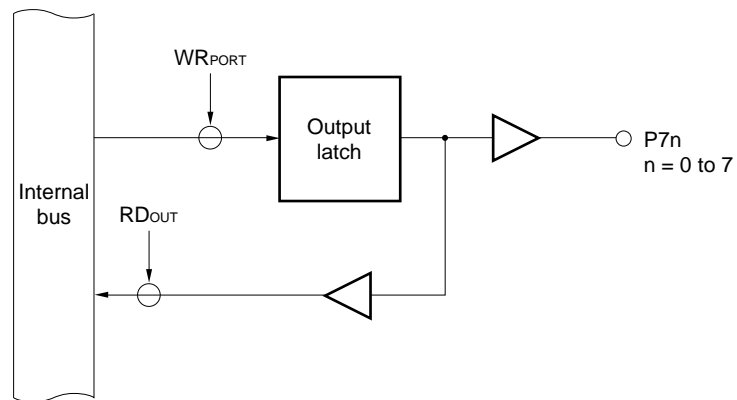 WRPORT
Output
latch
P7n
n = 0 to 7
Internal
bus
RDOUT